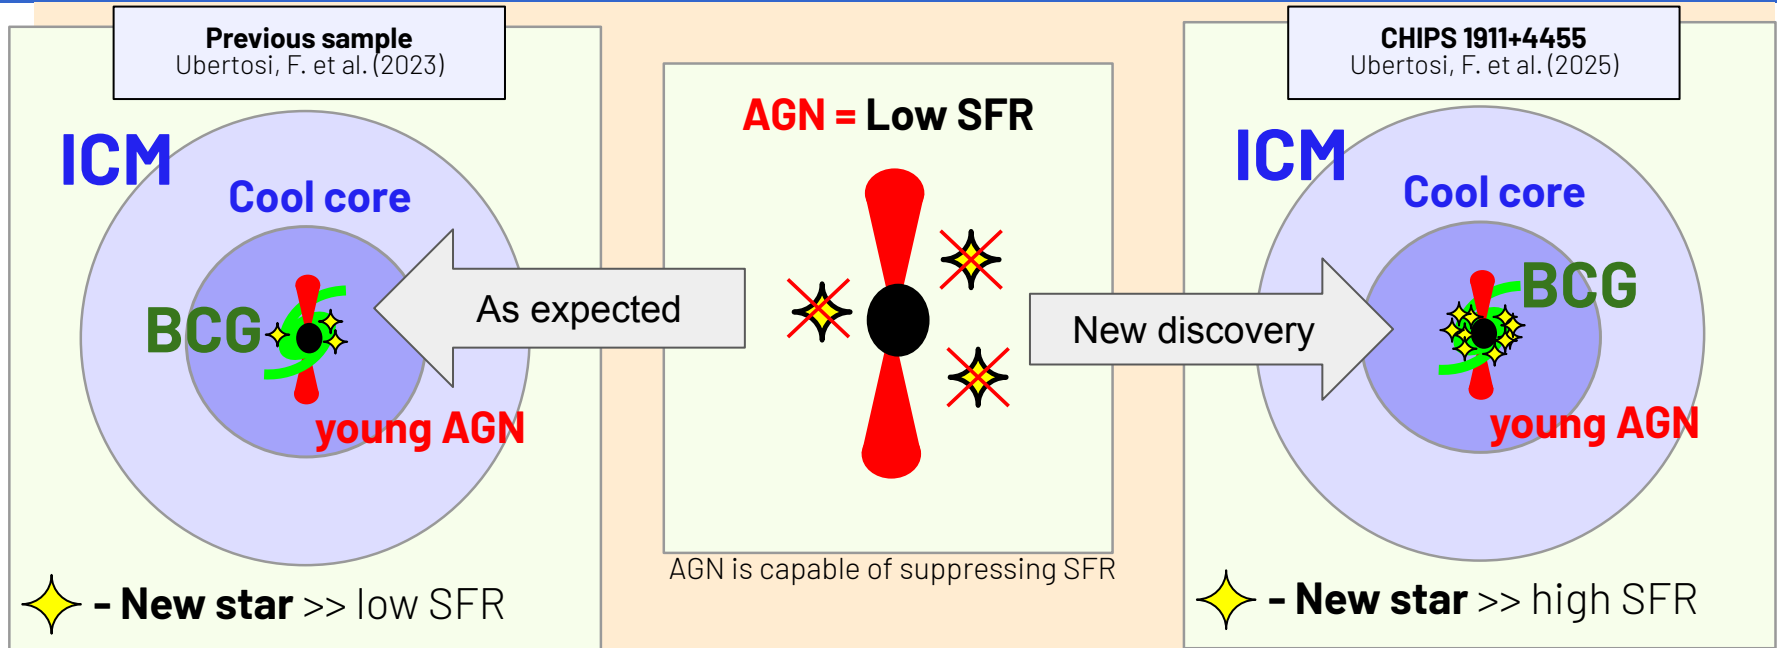 Previous sample
Ubertosi, F. et al. (2023)
ICM
Cool core
BCG
young AGN
- New star >> low SFR
As expected
AGN = Low SFR
AGN is capable of suppressing SFR
New discovery
CHIPS 1911+4455
Ubertosi, F. et al. (2025)
ICM
Cool core
BCG
young AGN
- New star >> high SFR